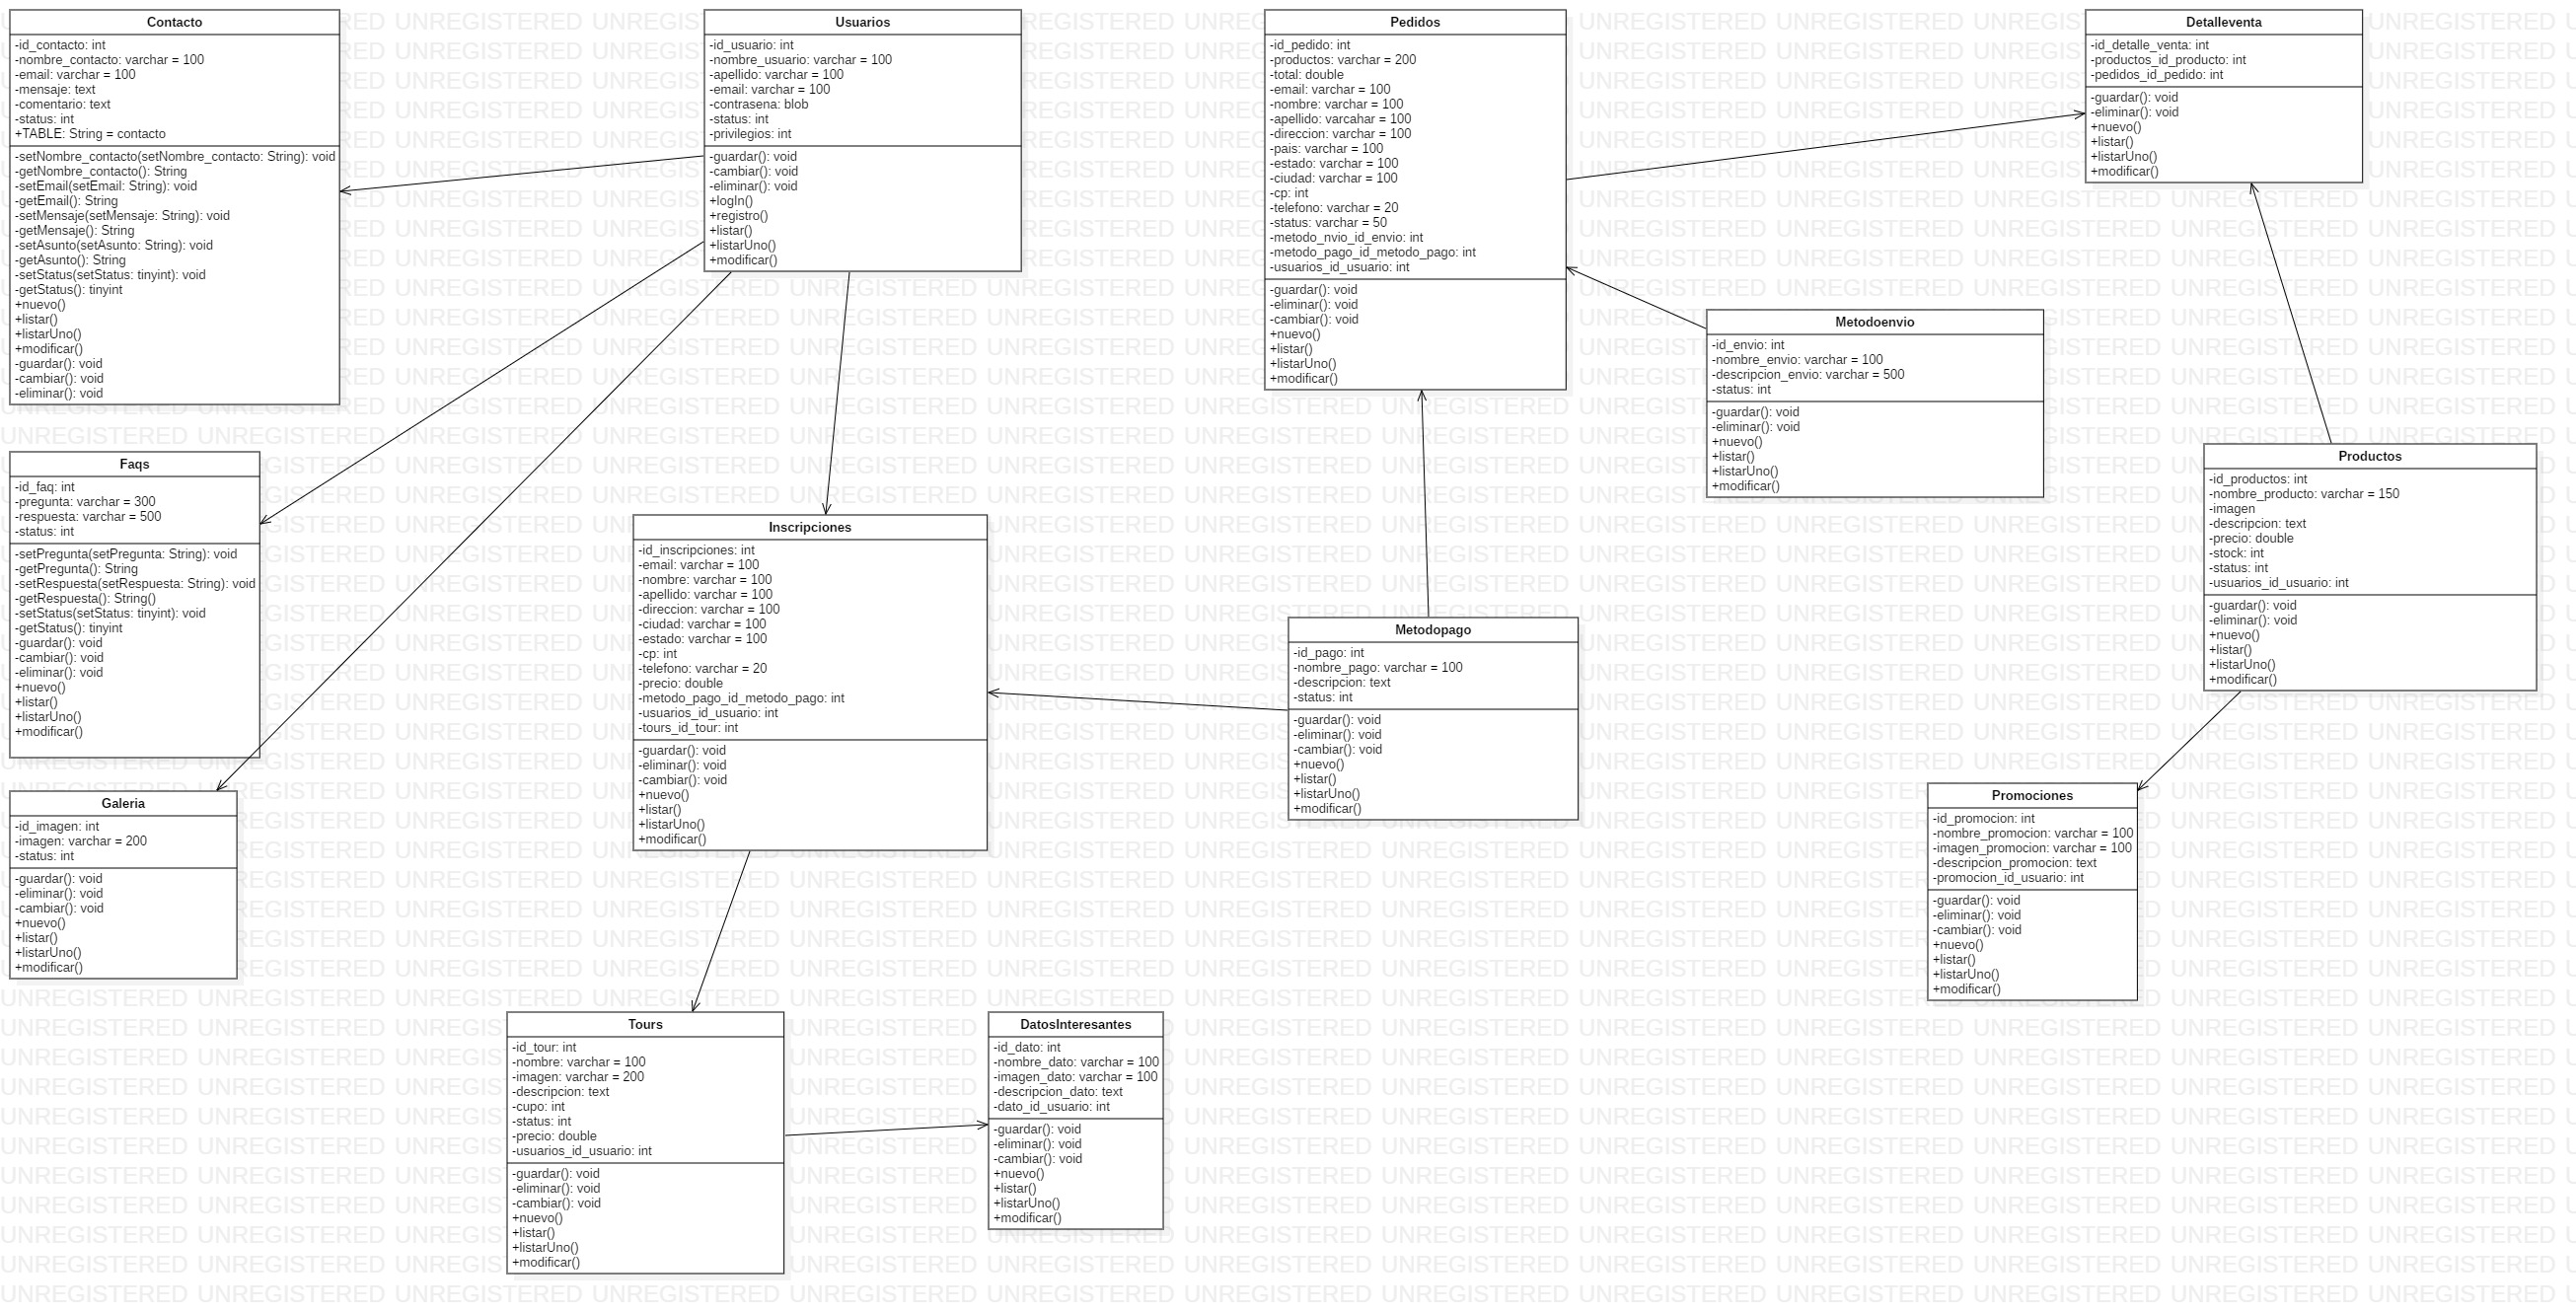 Contacto
-id_contacto: int
-nombre_contacto: varchar = 100
-email: varchar = 100
-mensaje: text
-comentario: text
-status: int
+TABLE: String = contacto
-setNombre_contacto(setNombre_contacto: String): void
-getNombre_contacto(): String
-setEmail(setEmail: String): void
-getEmail(): String
-setMensaje(setMensaje: String): void
-getMensaje(): String
-setAsunto(setAsunto: String): void
-getAsunto(): String
-setStatus(setStatus: tinyint): void
-getStatus(): tinyint
+nuevo()
+listar()
+listarUno()
+modificar()
-guardar(): void
-cambiar(): void
-eliminar(): void
Usuarios
-id_usuario: int
-nombre_usuario: varchar = 100
-apellido: varchar = 100
-email: varchar = 100
-contrasena: blob
-status: int
-privilegios: int
-guardar(): void
-cambiar(): void
-eliminar(): void
+logIn()
+registro()
+listar()
+listarUno()
+modificar()
Pedidos
-id_pedido: int
-productos: varchar = 200
-total: double
-email: varchar = 100
-nombre: varchar = 100
-apellido: varcahar = 100
-direccion: varchar = 100
-pais: varchar = 100
-estado: varchar = 100
-ciudad: varchar = 100
-cp: int
-telefono: varchar = 20
-status: varchar = 50
-metodo_nvio_id_envio: int
-metodo_pago_id_metodo_pago: int
-usuarios_id_usuario: int
-guardar(): void
-eliminar(): void
-cambiar(): void
+nuevo()
+listar()
+listarUno()
+modificar()
Detalleventa
-id_detalle_venta: int
-productos_id_producto: int
-pedidos_id_pedido: int
-guardar(): void
-eliminar(): void
+nuevo()
+listar()
+listarUno()
+modificar()
Metodoenvio
-id_envio: int
-nombre_envio: varchar = 100
-descripcion_envio: varchar = 500
-status: int
-guardar(): void
-eliminar(): void
+nuevo()
+listar()
+listarUno()
+modificar()
Productos
-id_productos: int
-nombre_producto: varchar = 150
-imagen
-descripcion: text
-precio: double
-stock: int
-status: int
-usuarios_id_usuario: int
-guardar(): void
-eliminar(): void
+nuevo()
+listar()
+listarUno()
+modificar()
Faqs
-id_faq: int
-pregunta: varchar = 300
-respuesta: varchar = 500
-status: int
-setPregunta(setPregunta: String): void
-getPregunta(): String
-setRespuesta(setRespuesta: String): void
-getRespuesta(): String()
-setStatus(setStatus: tinyint): void
-getStatus(): tinyint
-guardar(): void
-cambiar(): void
-eliminar(): void
+nuevo()
+listar()
+listarUno()
+modificar()
Inscripciones
-id_inscripciones: int
-email: varchar = 100
-nombre: varchar = 100
-apellido: varchar = 100
-direccion: varchar = 100
-ciudad: varchar = 100
-estado: varchar = 100
-cp: int
-telefono: varchar = 20
-precio: double
-metodo_pago_id_metodo_pago: int
-usuarios_id_usuario: int
-tours_id_tour: int
-guardar(): void
-eliminar(): void
-cambiar(): void
+nuevo()
+listar()
+listarUno()
+modificar()
Metodopago
-id_pago: int
-nombre_pago: varchar = 100
-descripcion: text
-status: int
-guardar(): void
-eliminar(): void
-cambiar(): void
+nuevo()
+listar()
+listarUno()
+modificar()
Promociones
-id_promocion: int
-nombre_promocion: varchar = 100
-imagen_promocion: varchar = 100
-descripcion_promocion: text
-promocion_id_usuario: int
-guardar(): void
-eliminar(): void
-cambiar(): void
+nuevo()
+listar()
+listarUno()
+modificar()
Galeria
-id_imagen: int
-imagen: varchar = 200
-status: int
-guardar(): void
-eliminar(): void
-cambiar(): void
+nuevo()
+listar()
+listarUno()
+modificar()
Tours
-id_tour: int
-nombre: varchar = 100
-imagen: varchar = 200
-descripcion: text
-cupo: int
-status: int
-precio: double
-usuarios_id_usuario: int
-guardar(): void
-eliminar(): void
-cambiar(): void
+nuevo()
+listar()
+listarUno()
+modificar()
DatosInteresantes
-id_dato: int
-nombre_dato: varchar = 100
-imagen_dato: varchar = 100
-descripcion_dato: text
-dato_id_usuario: int
-guardar(): void
-eliminar(): void
-cambiar(): void
+nuevo()
+listar()
+listarUno()
+modificar()
UNREGISTERED